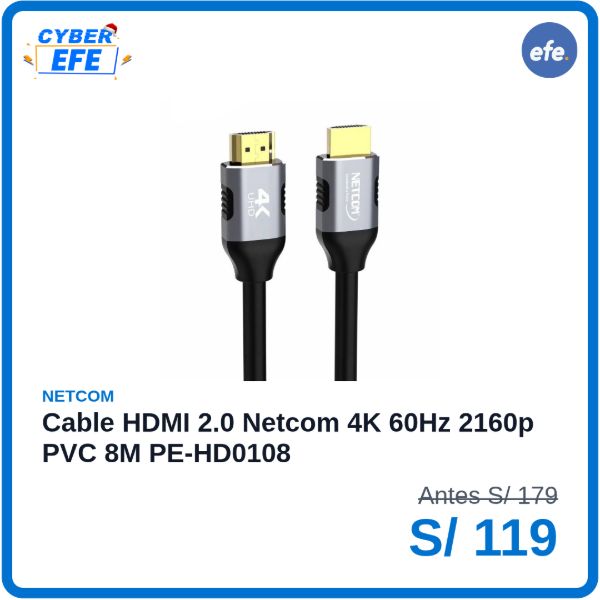 CYBER
EFE
efe.
4K
UHD
NETCOM
NETCOM
Cable HDMI 2.0 Netcom 4K 60Hz 2160p
PVC 8M PE-HD0108
Antes S/ 179
S/ 119